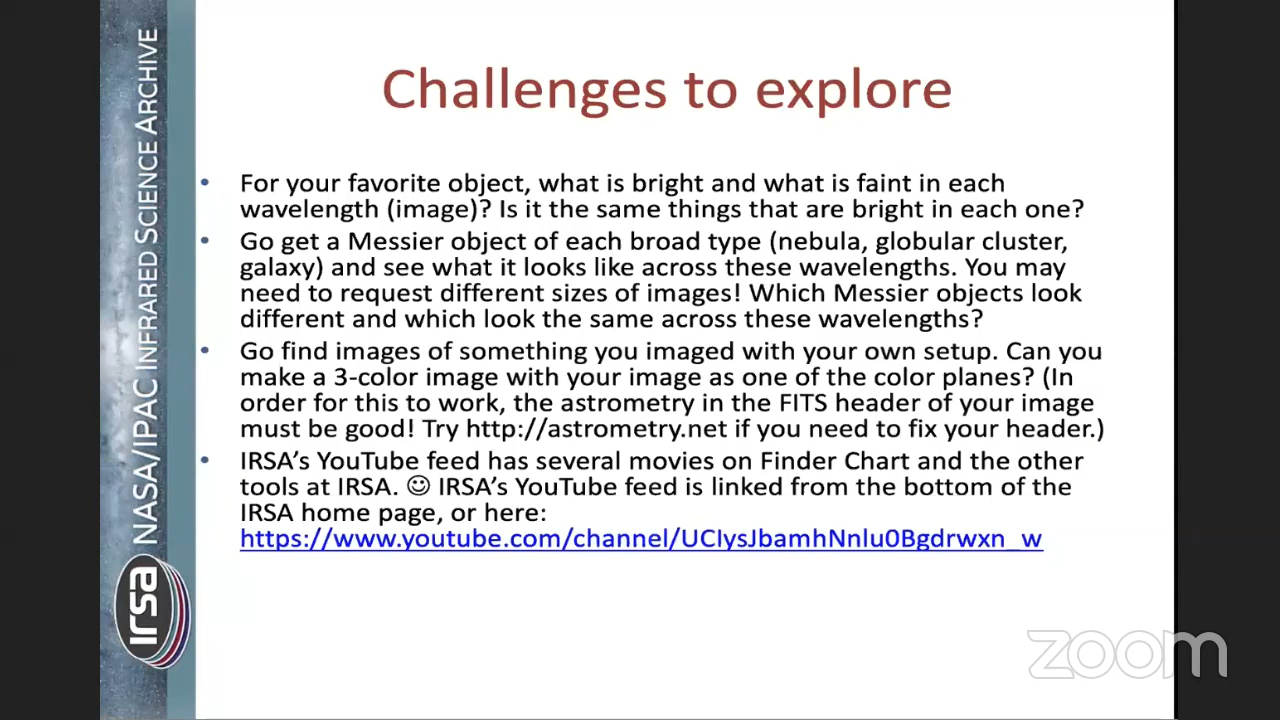 Challenges to explore
• For your favorite object, what is bright and what is faint in each
wavelength (image)? Is it the same things that are bright in each one?
• Go get a Messier object of each broad type (nebula, globular cluster,
galaxy) and see what it looks like across these wavelengths. You may
need to request different sizes of images! Which Messier objects look
different and which look the same across these wavelengths?
• Go find images of something you imaged with your own setup. Can you
make a 3-color image with your image as one of the color planes? (In
order for this to work, the astrometry in the FITS header of your image
must be good! Try http://astrometry.net if you need to fix your header.)
• IRSA’s YouTube feed has several movies on Finder Chart and the other
tools at IRSA. ☺ IRSA’s YouTube feed is linked from the bottom of the
IRSA home page, or here:
https://www.youtube.com/channel/UCIysJbamhNnlu0Bgdrwxn_w
NASA/IPAC INFRARED SCIENCE ARCHIVE
irsa
zoom